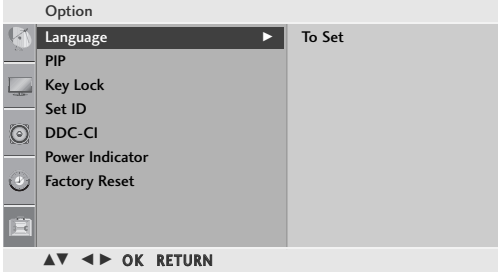 Option
Language ► To Set
PIP
Key Lock
Set ID
DDC-CI
Power Indicator
Factory Reset
▲▼ ◄ ► OK RETURN